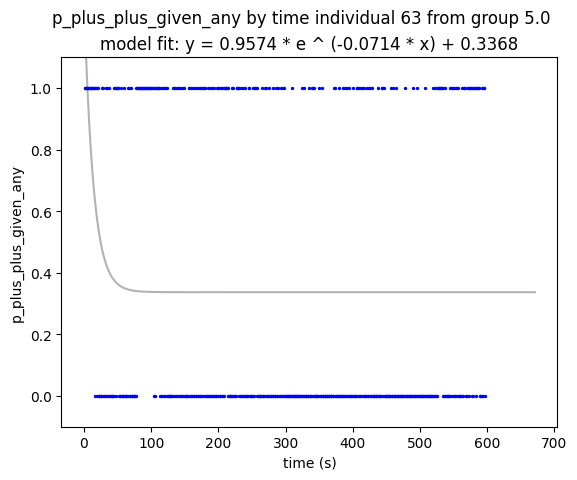 p_plus_plus_given_any by time individual 63 from group 5.0
model fit: y = 0.9574 * e ^ (-0.0714 * x) + 0.3368
1.0
0.8
0.6
0.4
0.2
0.0
p_plus_plus_given_any
0 100 200 300 400 500 600 700
time (s)